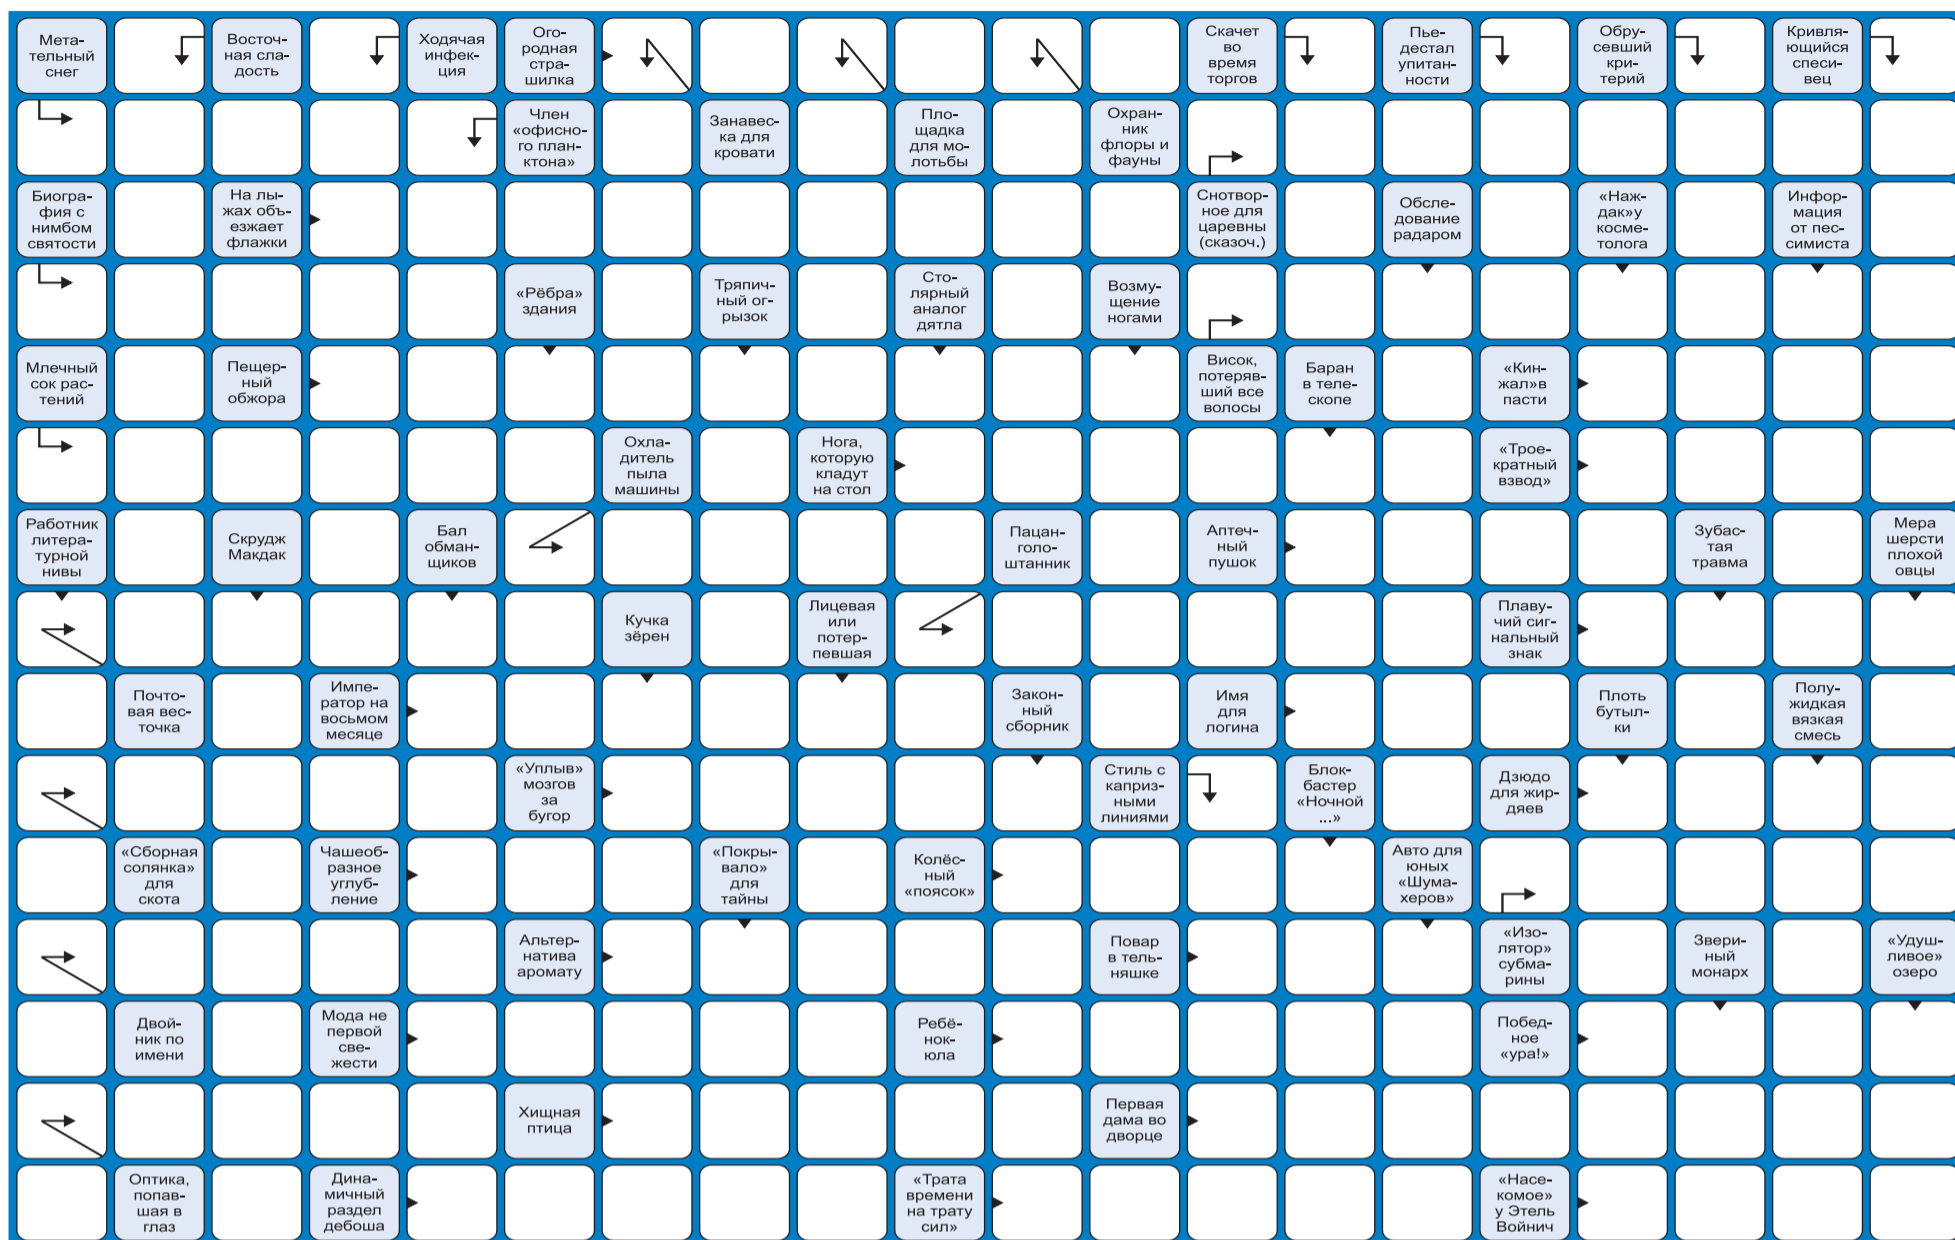 Мета-
тельный
снег
Восточ-
ная сла-
дость
Ходячая
инфек-
ция
Ого-
родная
стра-
шилка
Скачет
во
время
торгов
Пье-
дестал
упитан-
ности
Обру-
севший
кри-
терий
Кривля-
ющийся
спеси-
вец
Член
«офисно-
го план-
ктона»
Занавес-
ка для
кровати
Пло-
щадка
для мо-
лотьбы
Охран-
ник
флоры и
фауны
Биогра-
фия с
нимбом
святости
На лы-
жах объ-
езжает
флажки
Снотвор-
ное для
царевны
(сказоч.)
Обсле-
дование
радаром
«Наж-
дак»у
косме-
толога
Инфор-
мация
от пес-
симиста
«Рёбра»
здания
Тряпич-
ный ог-
рызок
Сто-
лярный
аналог
дятла
Возму-
щение
ногами
Млечный
сок рас-
тений
Пещер-
ный
обжора
Висок,
потеряв-
ший все
волосы
Баран
в теле-
скопе
«Кин-
жал»в
пасти
Охла-
дитель
пыла
машины
Нога,
которую
кладут
на стол
«Трое-
кратный
взвод»
Работник
литера-
турной
нивы
Скрудж
Макдак
Бал
обман-
щиков
Пацан-
голо-
штанник
Аптеч-
ный
пушок
Зубас-
тая
травма
Мера
шерсти
плохой
овцы
Кучка
зёрен
Лицевая
или
потер-
певшая
Плаву-
чий сиг-
нальный
знак
Почто-
вая вес-
точка
Импе-
ратор на
восьмом
месяце
Закон-
ный
сборник
Имя
для
логина
Плоть
бутыл-
ки
Полу-
жидкая
вязкая
смесь
«Уплыв»
мозгов
за
бугор
Стиль с
каприз-
ными
линиями
Блок-
бастер
«Ночной
...»
Дзюдо
для жир-
дяев
«Сборная
солянка»
для
скота
Чашеоб-
разное
углуб-
ление
«Покры-
вало»
для
тайны
Колёс-
ный
«поясок»
Авто для
юных
«Шума-
херов»
Альтер-
натива
аромату
Повар
в тель-
няшке
«Изо-
лятор»
субма-
рины
Звери-
ный
монарх
«Удуш-
ливое»
озеро
Двой-
ник по
имени
Мода не
первой
све-
жести
Ребё-
нок-
юла
Побед-
ное
«ура!»
Хищная
птица
Первая
дама во
дворце
Оптика,
попав-
шая в
глаз
Дина-
мичный
раздел
дебоша
«Трата
времени
на трату
сил»
«Насе-
комое»
у Этель
Войнич